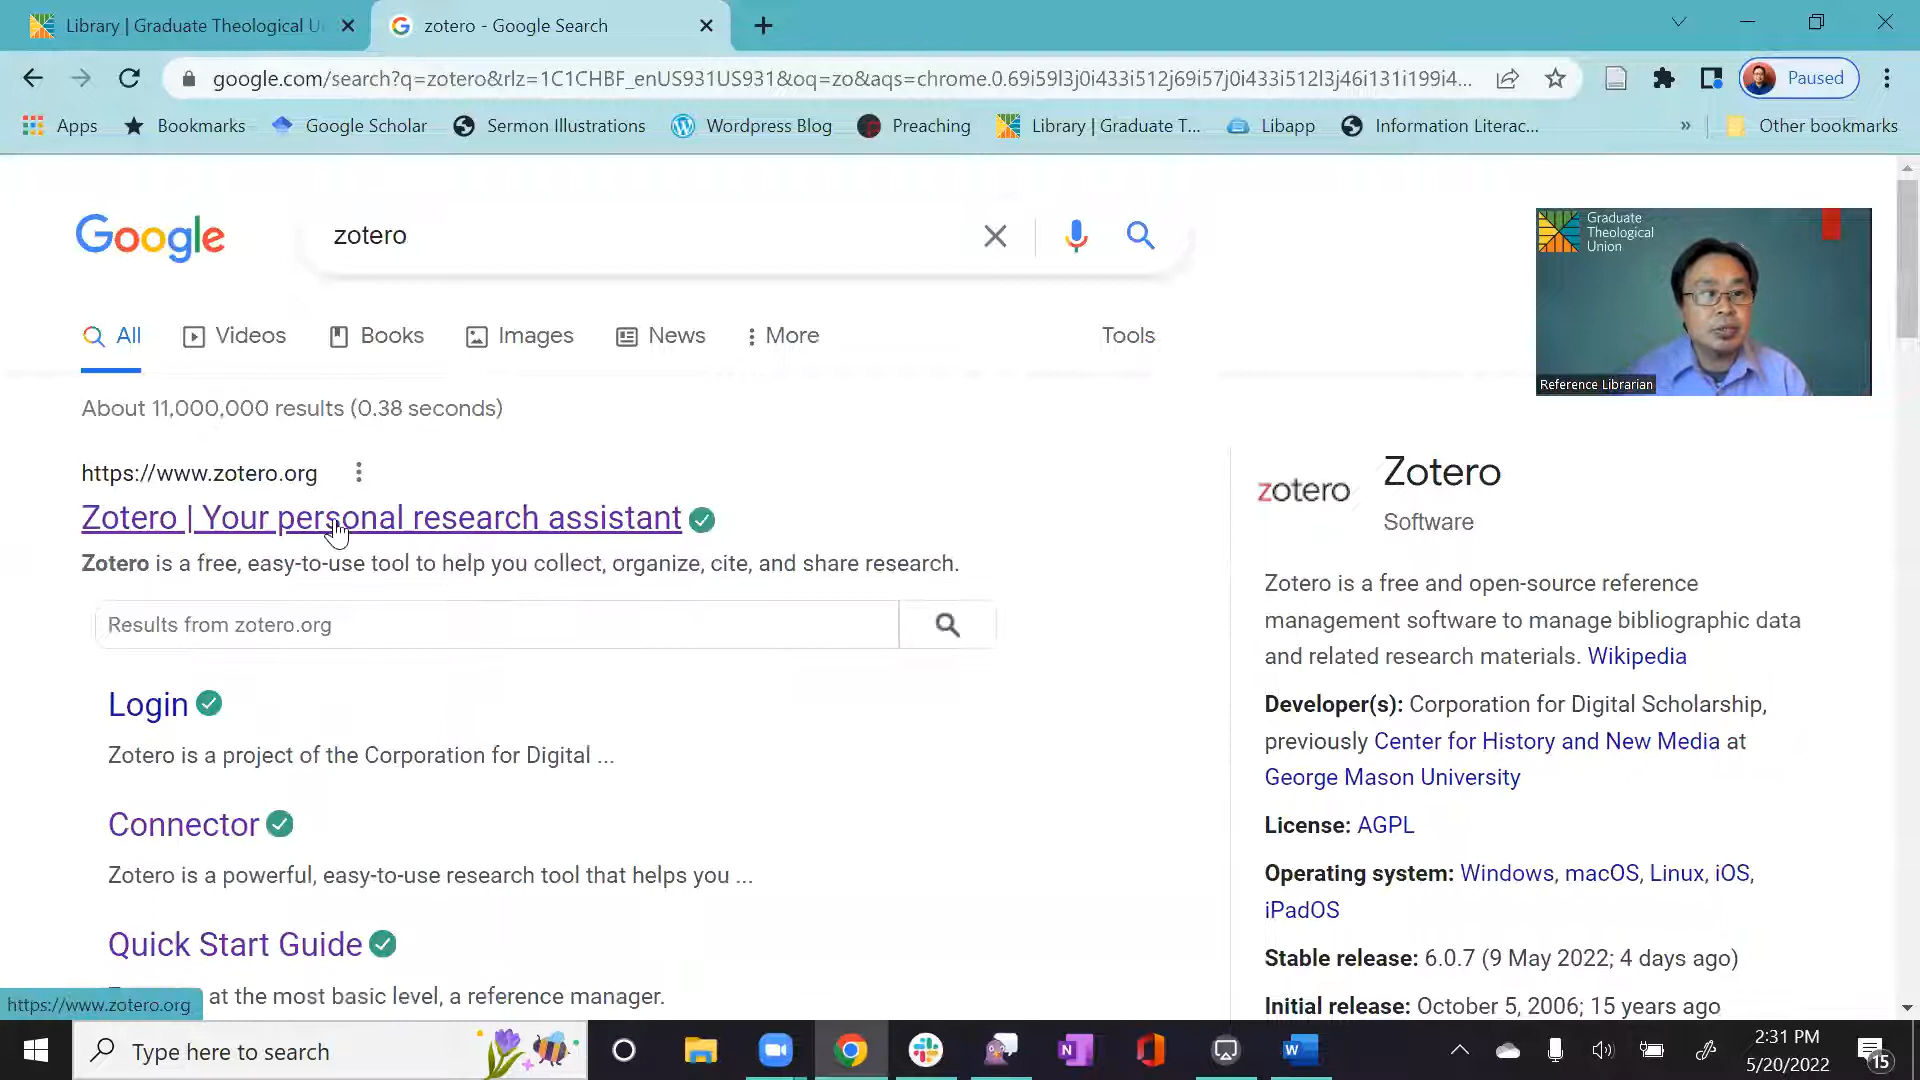 Library | Graduate Theological U
zotero - Google Search
google.com/search?q=zotero&rlz=1C1CHBF_enUS931US931&oq=zo&aqs=chrome.0.69i59l3j0i433i512j69i57j0i433i512l3j46i131i199i4...
Paused
Apps
Bookmarks
Google Scholar
Sermon Illustrations
Wordpress Blog
Preaching
Library | Graduate T...
Libapp
Information Literac...
»
Other bookmarks
Google
zotero
Graduate
Theological
Union
Reference Librarian
All
Videos
Books
Images
News
More
Tools
About 11,000,000 results (0.38 seconds)
https://www.zotero.org
Zotero | Your personal research assistant
Zotero is a free, easy-to-use tool to help you collect, organize, cite, and share research.
Results from zotero.org
Login
Zotero is a project of the Corporation for Digital ...
Connector
Zotero is a powerful, easy-to-use research tool that helps you ...
Quick Start Guide
at the most basic level, a reference manager.
https://www.zotero.org
zotero
Zotero
Software
Zotero is a free and open-source reference
management software to manage bibliographic data
and related research materials. Wikipedia
Developer(s): Corporation for Digital Scholarship,
previously Center for History and New Media at
George Mason University
License: AGPL
Operating system: Windows, macOS, Linux, iOS,
iPadOS
Stable release: 6.0.7 (9 May 2022; 4 days ago)
Initial release: October 5, 2006; 15 years ago
Type here to search
2:31 PM
5/20/2022
15